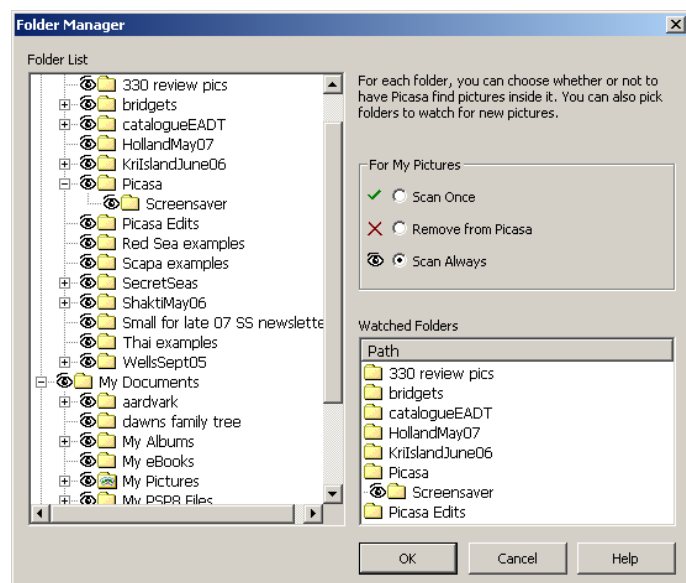 Folder Manager
Folder List
330 review pics
bridgets
catalogueEADT
HollandMay07
KriIslandJune06
Picasa
Screensaver
Picasa Edits
Red Sea examples
Scapa examples
SecretSeas
ShaktiMay06
Small for late 07 SS newslette
Thai examples
WellsSept05
My Documents
aardvark
dawns family tree
My Albums
My eBooks
My Pictures
My PSP8 Files
For each folder, you can choose whether or not to
have Picasa find pictures inside it. You can also pick
folders to watch for new pictures.
For My Pictures
Scan Once
Remove from Picasa
Scan Always
Watched Folders
Path
330 review pics
bridgets
catalogueEADT
HollandMay07
KriIslandJune06
Picasa
Screensaver
Picasa Edits
OK Cancel Help